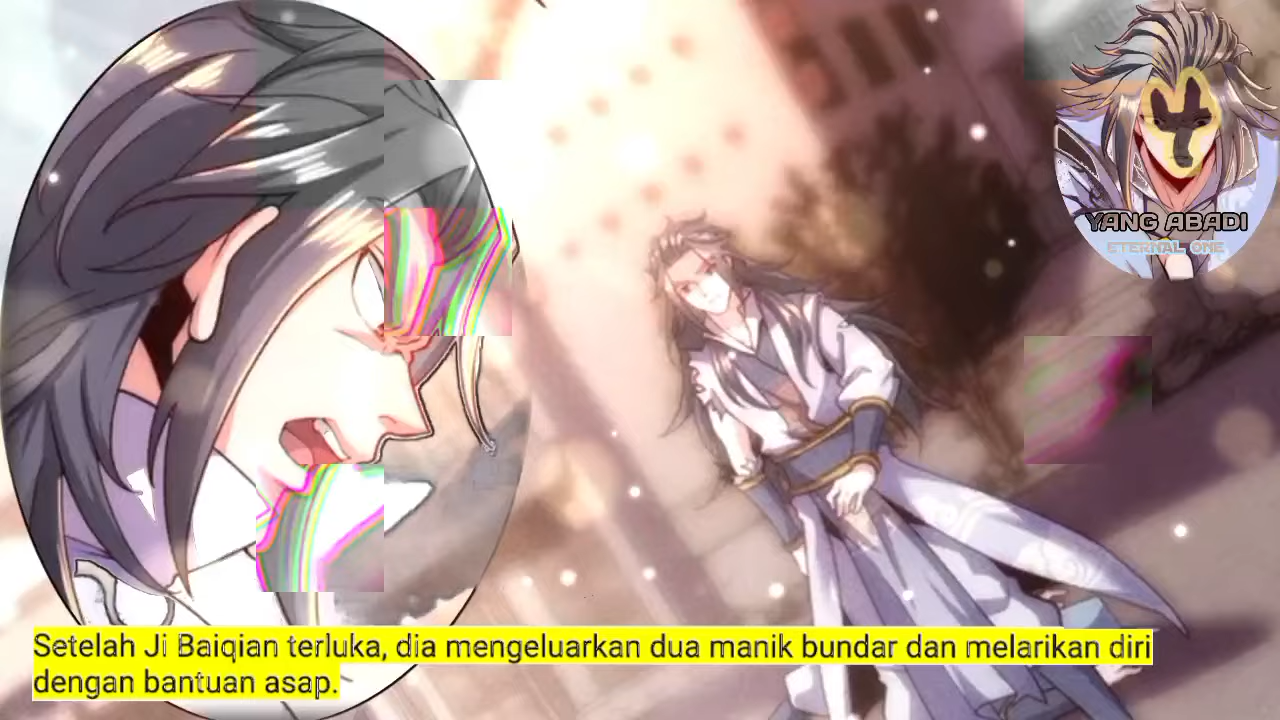 YANG ABADI
ETERNAL ONE
Setelah Ji Baiqian terluka, dia mengeluarkan dua manik bundar dan melarikan diri
dengan bantuan asap.